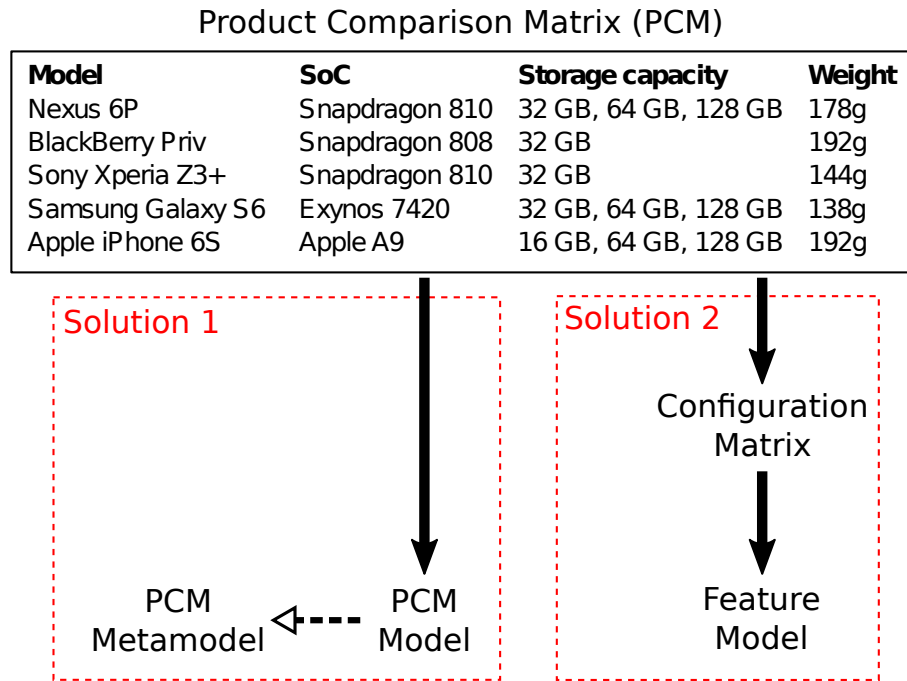 Product Comparison Matrix (PCM)
Model SoC Storage capacity Weight
Nexus 6P Snapdragon 810 32 GB, 64 GB, 128 GB 178g
BlackBerry Priv Snapdragon 808 32 GB 192g
Sony Xperia Z3+ Snapdragon 810 32 GB 144g
Samsung Galaxy S6 Exynos 7420 32 GB, 64 GB, 128 GB 138g
Apple iPhone 6S Apple A9 16 GB, 64 GB, 128 GB 192g
Solution 1
PCM
Metamodel
PCM
Model
Solution 2
Configuration
Matrix
Feature
Model